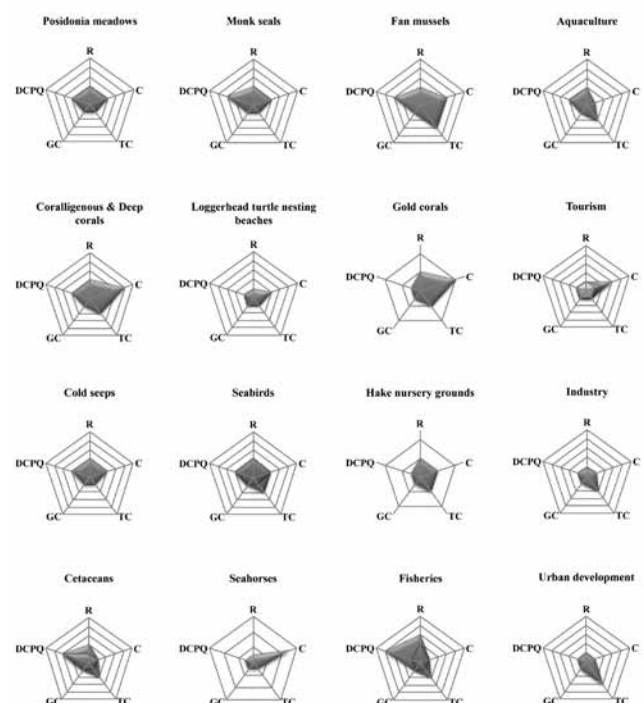 Posidonia meadows
R
DCPQ
C
GC
TC
Monk seals
R
DCPQ
C
GC
TC
Fan mussels
R
DCPQ
C
GC
TC
Aquaculture
R
DCPQ
C
GC
TC
Coralligenous & Deep
corals
R
DCPQ
C
GC
TC
Loggerhead turtle nesting
beaches
R
DCPQ
C
GC
TC
Gold corals
R
DCPQ
C
GC
TC
Tourism
R
DCPQ
C
GC
TC
Cold seeps
R
DCPQ
C
GC
TC
Seabirds
R
DCPQ
C
GC
TC
Hake nursery grounds
R
DCPQ
C
GC
TC
Industry
R
DCPQ
C
GC
TC
Cetaceans
R
DCPQ
C
GC
TC
Seahorses
R
DCPQ
C
GC
TC
Fisheries
R
DCPQ
C
GC
TC
Urban development
R
DCPQ
C
GC
TC